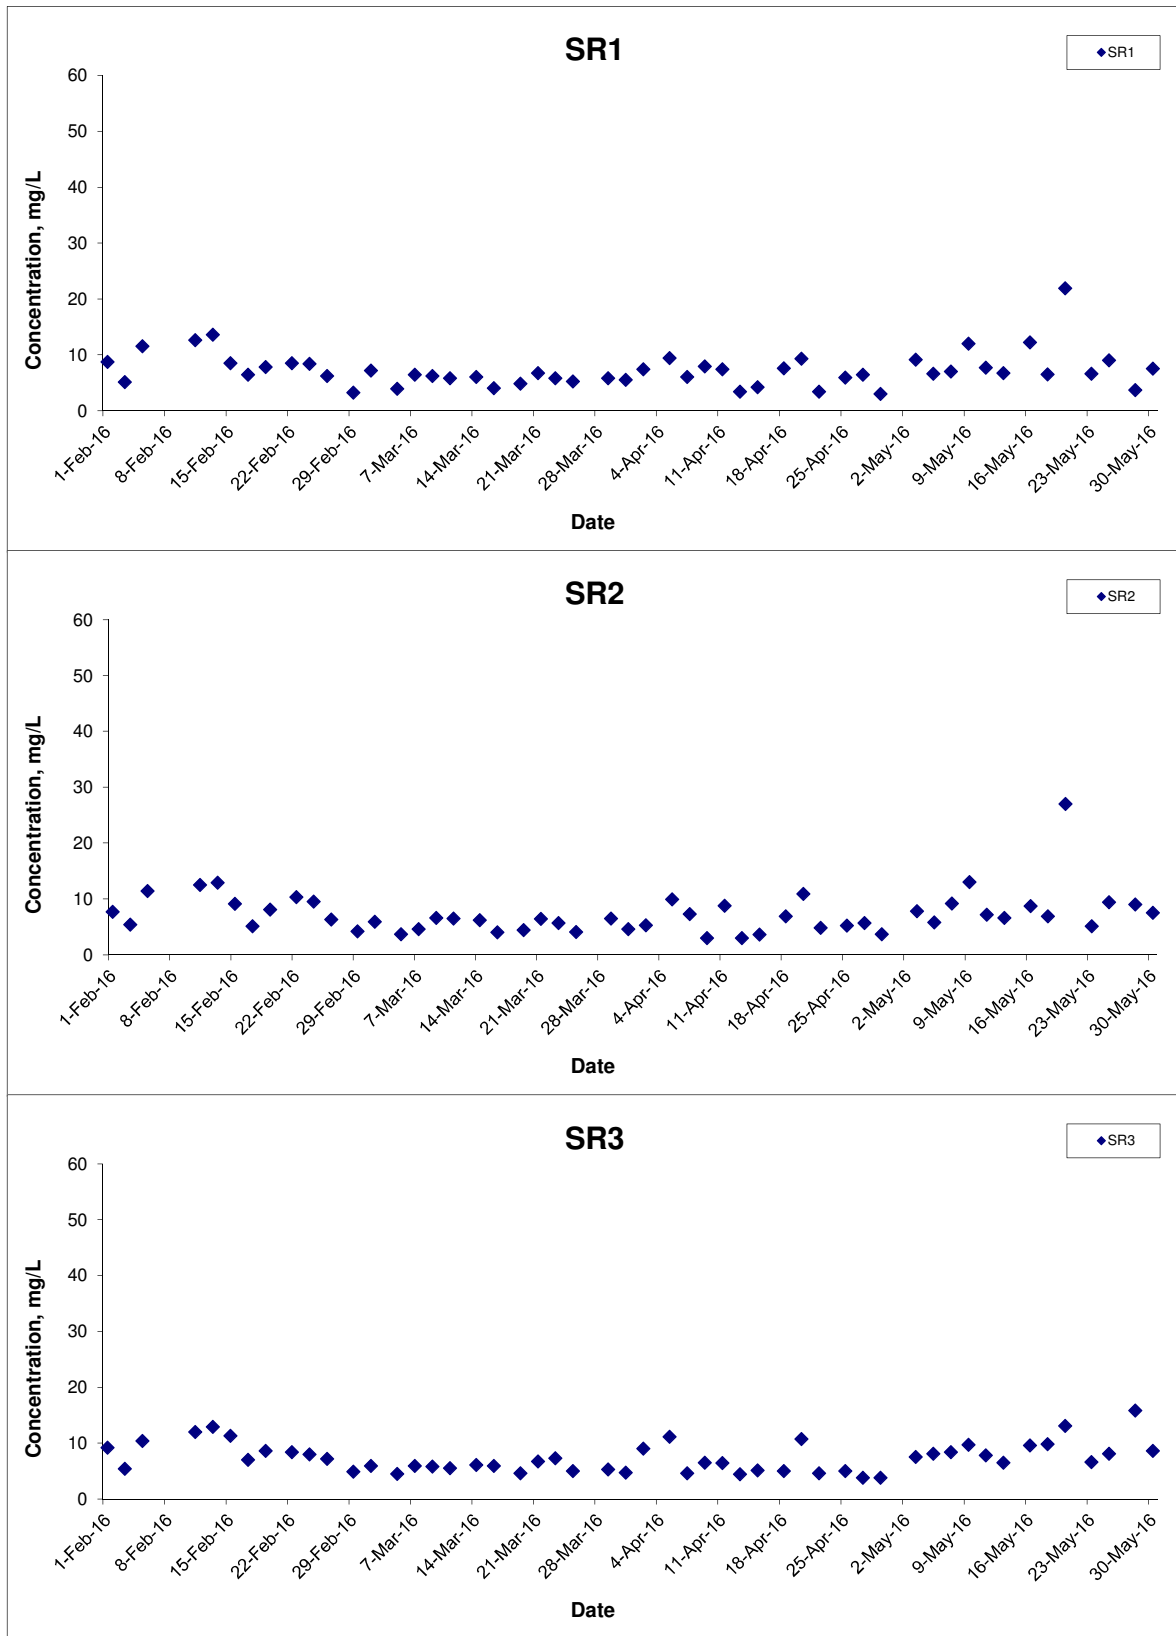 SR1
SR1
60
50
40
30
20
10
0
Concentration, mg/L
1-Feb-16
8-Feb-16
15-Feb-16
22-Feb-16
29-Feb-16
7-Mar-16
14-Mar-16
21-Mar-16
28-Mar-16
4-Apr-16
11-Apr-16
18-Apr-16
25-Apr-16
2-May-16
9-May-16
16-May-16
23-May-16
30-May-16
Date
SR2
SR2
60
50
40
30
20
10
0
Concentration, mg/L
1-Feb-16
8-Feb-16
15-Feb-16
22-Feb-16
29-Feb-16
7-Mar-16
14-Mar-16
21-Mar-16
28-Mar-16
4-Apr-16
11-Apr-16
18-Apr-16
25-Apr-16
2-May-16
9-May-16
16-May-16
23-May-16
30-May-16
Date
SR3
SR3
60
50
40
30
20
10
0
Concentration, mg/L
1-Feb-16
8-Feb-16
15-Feb-16
22-Feb-16
29-Feb-16
7-Mar-16
14-Mar-16
21-Mar-16
28-Mar-16
4-Apr-16
11-Apr-16
18-Apr-16
25-Apr-16
2-May-16
9-May-16
16-May-16
23-May-16
30-May-16
Date